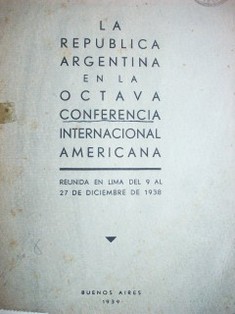 LA
REPUBLICA
ARGENTINA
EN LA
OCTAVA
CONFERENCIA
INTERNACIONAL
AMERICANA
REUNIDA EN LIMA DEL 9 AL
27 DE DICIEMBRE DE 1938
BUENOS AIRES
1939